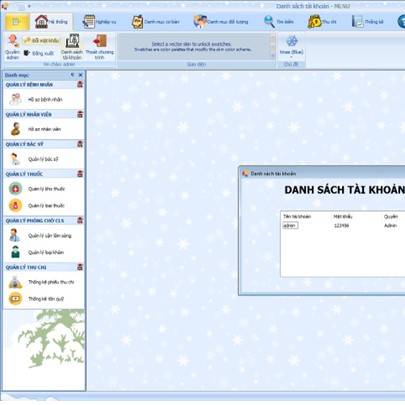 Danh sách tài khoản - MENU
Hệ thống
Nghiệp vụ
Danh mục cơ bản
Danh mục đối tượng
Tìm kiếm
Thu chi
Thống kê
Quyền
Admin
Đổi mật khẩu
Đăng xuất
Danh sách
tài khoản
Thoát chương
trình
Select a vector skin to unlock swatches.
Swatches are color palettes that modify the skin color scheme.
Xmas (Blue)
Tên chào: admin
Giao diện
Chủ đề
Danh mục
QUẢN LÝ BỆNH NHÂN
Hồ sơ bệnh nhân
QUẢN LÝ NHÂN VIÊN
Hồ sơ nhân viên
QUẢN LÝ BÁC SỸ
Quản lý bác sỹ
QUẢN LÝ THUỐC
Quản lý kho thuốc
Quản lý loại thuốc
QUẢN LÝ PHÒNG CHỜ CLS
Quản lý cận lâm sàng
Quản lý loại khám
QUẢN LÝ THU CHI
Thống kê phiếu thu chi
Thống kê tồn quỹ
Danh sách tài khoản
DANH SÁCH TÀI KHOẢN
Tên tài khoản
Mật khẩu
Quyền
admin
123456
Admin